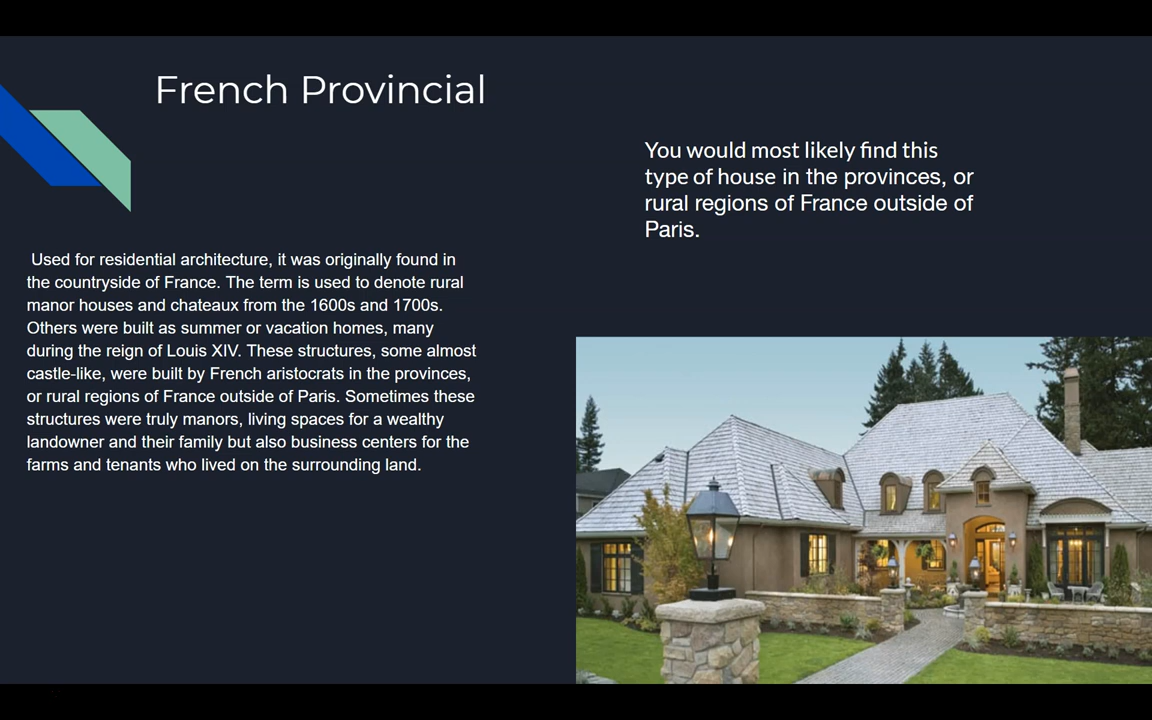 French Provincial
You would most likely find this
type of house in the provinces, or
rural regions of France outside of
Paris.
Used for residential architecture, it was originally found in
the countryside of France. The term is used to denote rural
manor houses and chateaux from the 1600s and 1700s.
Others were built as summer or vacation homes, many
during the reign of Louis XIV. These structures, some almost
castle-like, were built by French aristocrats in the provinces,
or rural regions of France outside of Paris. Sometimes these
structures were truly manors, living spaces for a wealthy
landowner and their family but also business centers for the
farms and tenants who lived on the surrounding land.